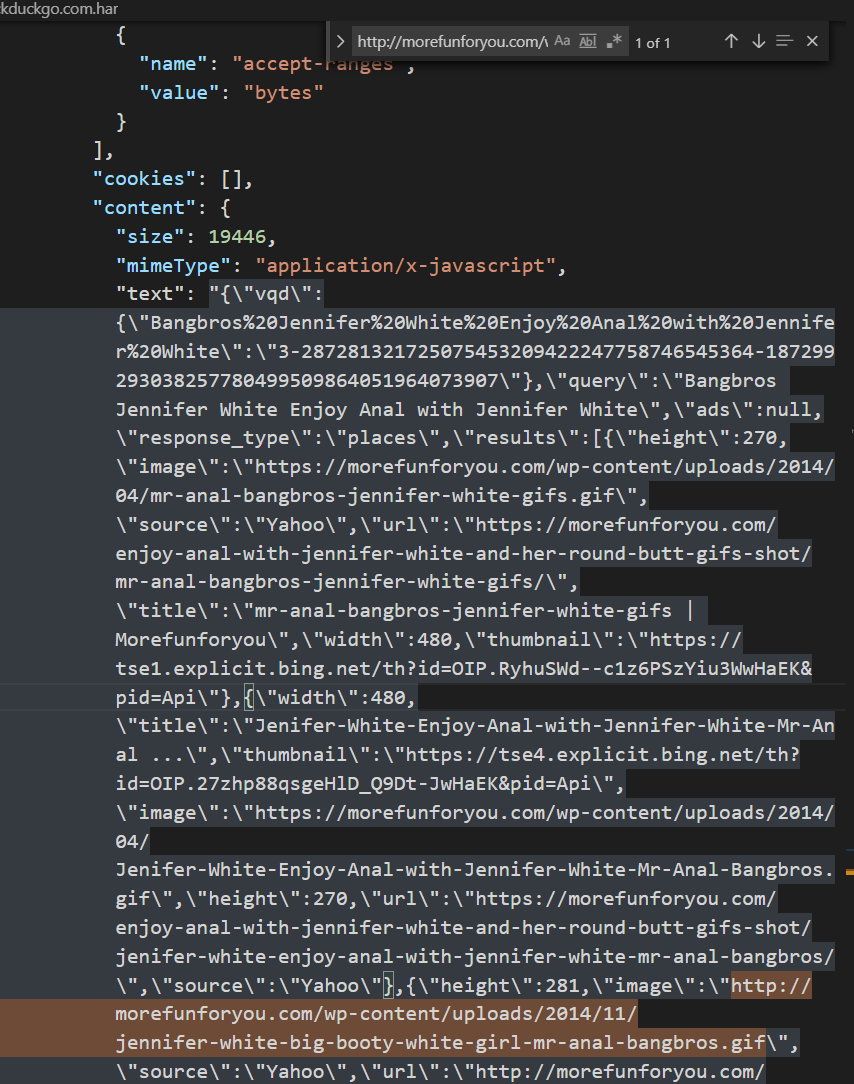 ckduckgo.com.har
http://morefunforyou.com/
1 of 1
{
"name": "accept-ranges",
"value": "bytes"
}
],
"cookies": [],
"content": {
"size": 19446,
"mimeType": "application/x-javascript",
"text": "{\"vqd\":
{\"Bangbros%20Jennifer%20White%20Enjoy%20Anal%20with%20Jennife
r%20White\":\"3-287281321725075453209422247758746545364-187299
293038257780499509864051964073907\"},\"query\":\"Bangbros
Jennifer White Enjoy Anal with Jennifer White\",\"ads\":null,
\"response_type\":\"places\",\"results\":[{\"height\":270,
\"image\":\"https://morefunforyou.com/wp-content/uploads/2014/
04/mr-anal-bangbros-jennifer-white-gifs.gif\",
\"source\":\"Yahoo\",\"url\":\"https://morefunforyou.com/
enjoy-anal-with-jennifer-white-and-her-round-butt-gifs-shot/
mr-anal-bangbros-jennifer-white-gifs/\",
\"title\":\"mr-anal-bangbros-jennifer-white-gifs |
Morefunforyou\",\"width\":480,\"thumbnail\":\"https://
tse1.explicit.bing.net/th?id=OIP.RyhuSWd--c1z6PSzYiu3WwHaEK&
pid=Api\"},{\"width\":480,
\"title\":\"Jenifer-White-Enjoy-Anal-with-Jennifer-White-Mr-An
al ...\",\"thumbnail\":\"https://tse4.explicit.bing.net/th?
id=OIP.27zhp88qsgeHlD_Q9Dt-JwHaEK&pid=Api\",
\"image\":\"https://morefunforyou.com/wp-content/uploads/2014/
04/
Jenifer-White-Enjoy-Anal-with-Jennifer-White-Mr-Anal-Bangbros.
gif\",\"height\":270,\"url\":\"https://morefunforyou.com/
enjoy-anal-with-jennifer-white-and-her-round-butt-gifs-shot/
jenifer-white-enjoy-anal-with-jennifer-white-mr-anal-bangbros/
\",\"source\":\"Yahoo\"},{\"height\":281,\"image\":\"http://
morefunforyou.com/wp-content/uploads/2014/11/
jennifer-white-big-booty-white-girl-mr-anal-bangbros.gif\",
\"source\":\"Yahoo\",\"url\":\"http://morefunforyou.com/